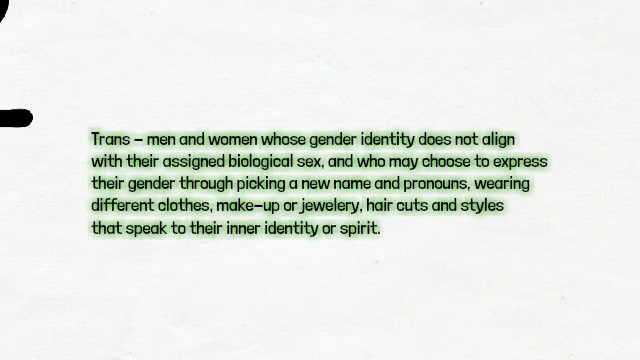 Trans – men and women whose gender identity does not align
with their assigned biological sex, and who may choose to express
their gender through picking a new name and pronouns, wearing
different clothes, make-up or jewelery, hair cuts and styles
that speak to their inner identity or spirit.